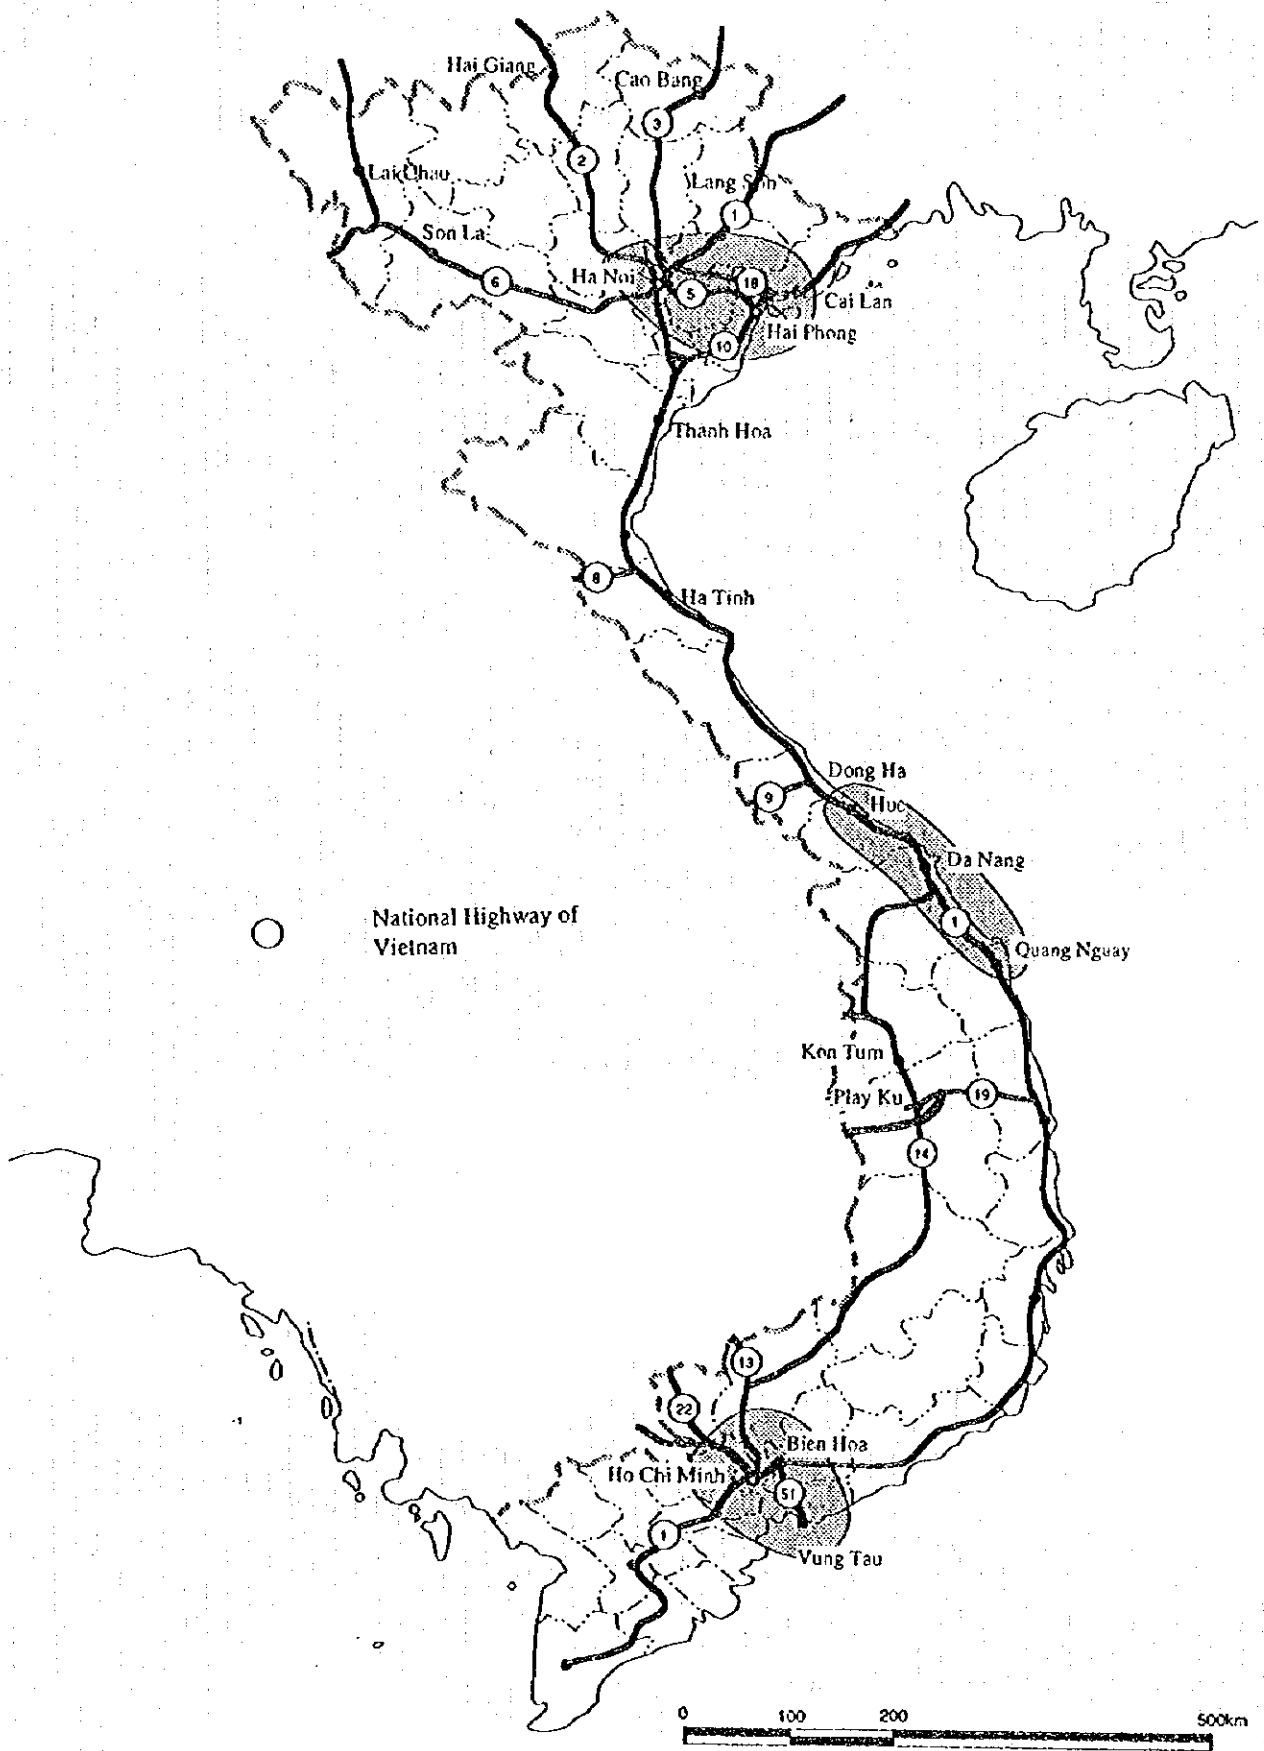 Hai Giang
Cao Bang
3
2
Lai Chau
Lang Son
1
Son La
Ha Noi
6
5
18
Cai Lan
Hai Phong
10
Thanh Hoa
8
Ha Tinh
Dong Ha
9
Hue
Da Nang
National Highway of
Vietnam
1
Quang Nguay
Kon Tum
Play Ku
19
14
13
22
Bien Hoa
Ho Chi Minh
51
1
Vung Tau
0 100 200 500km